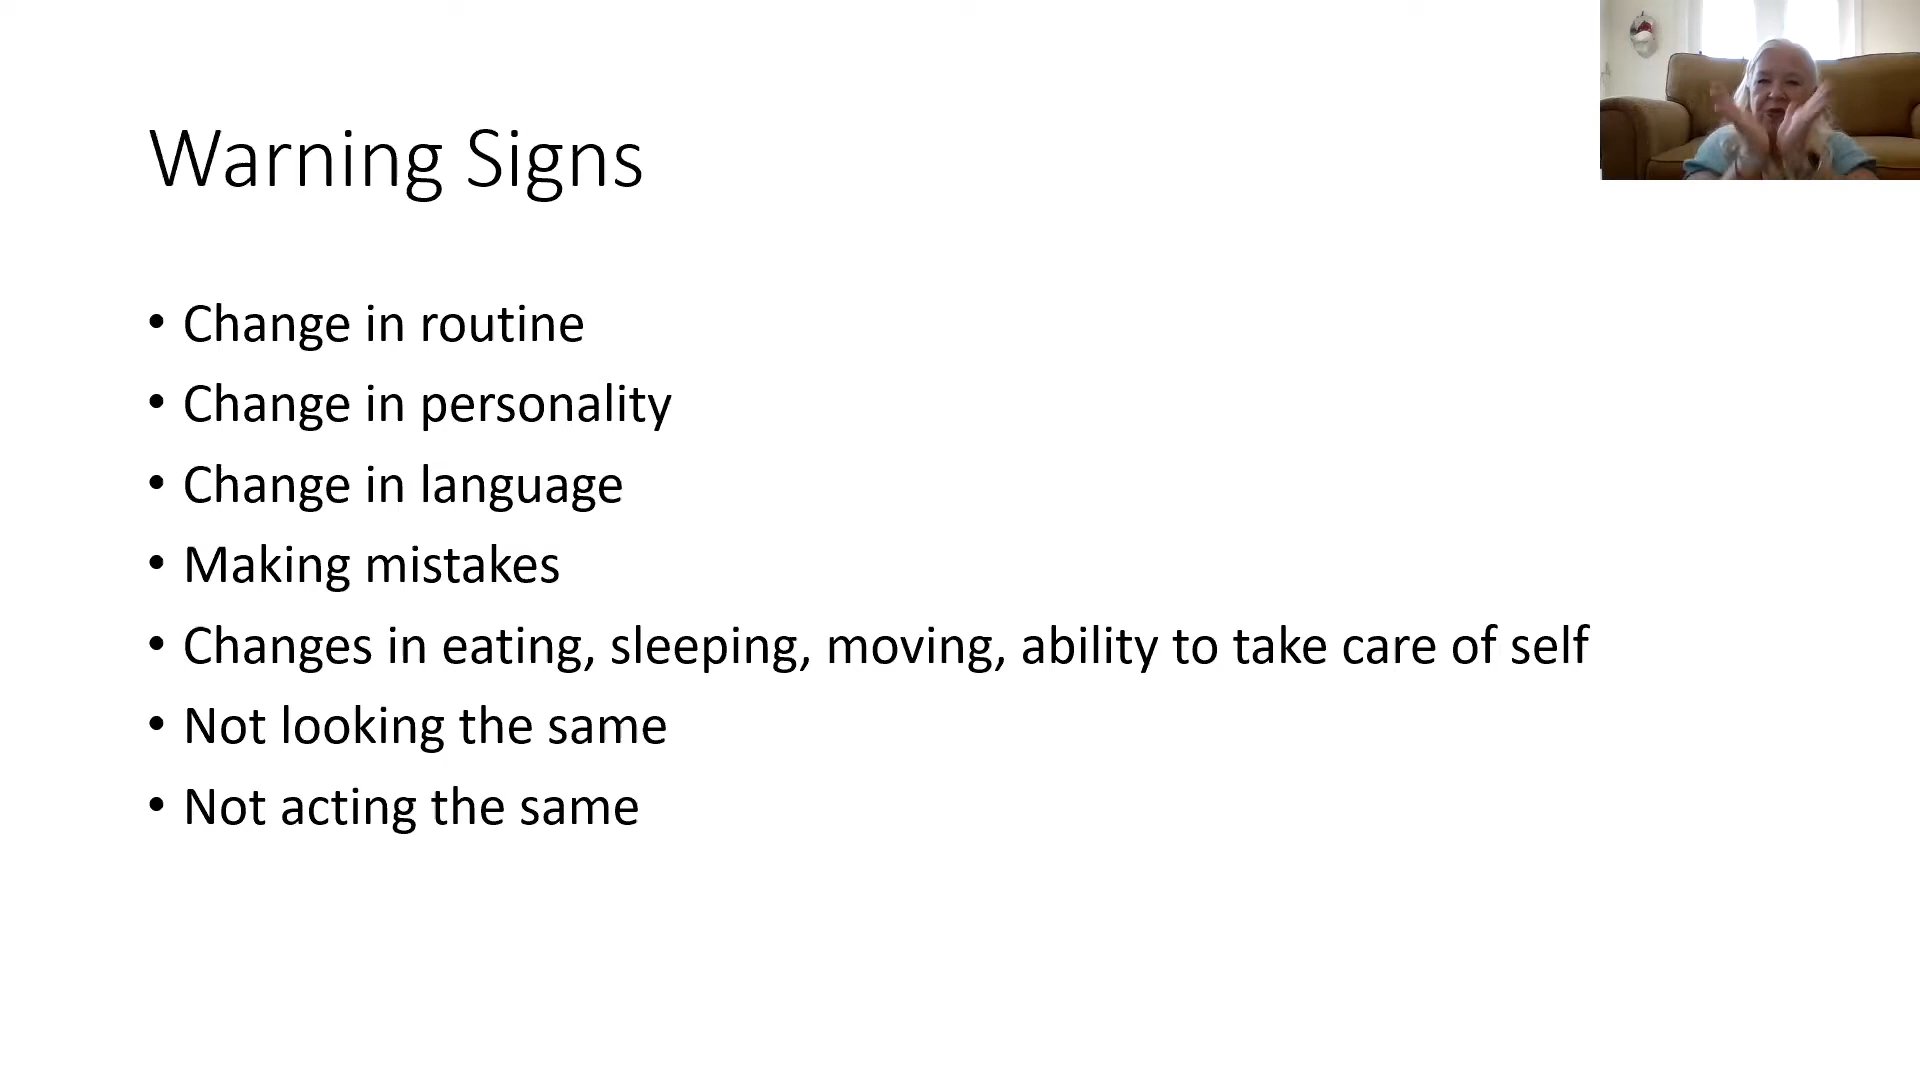 Warning Signs
• Change in routine
• Change in personality
• Change in language
• Making mistakes
• Changes in eating, sleeping, moving, ability to take care of self
• Not looking the same
• Not acting the same